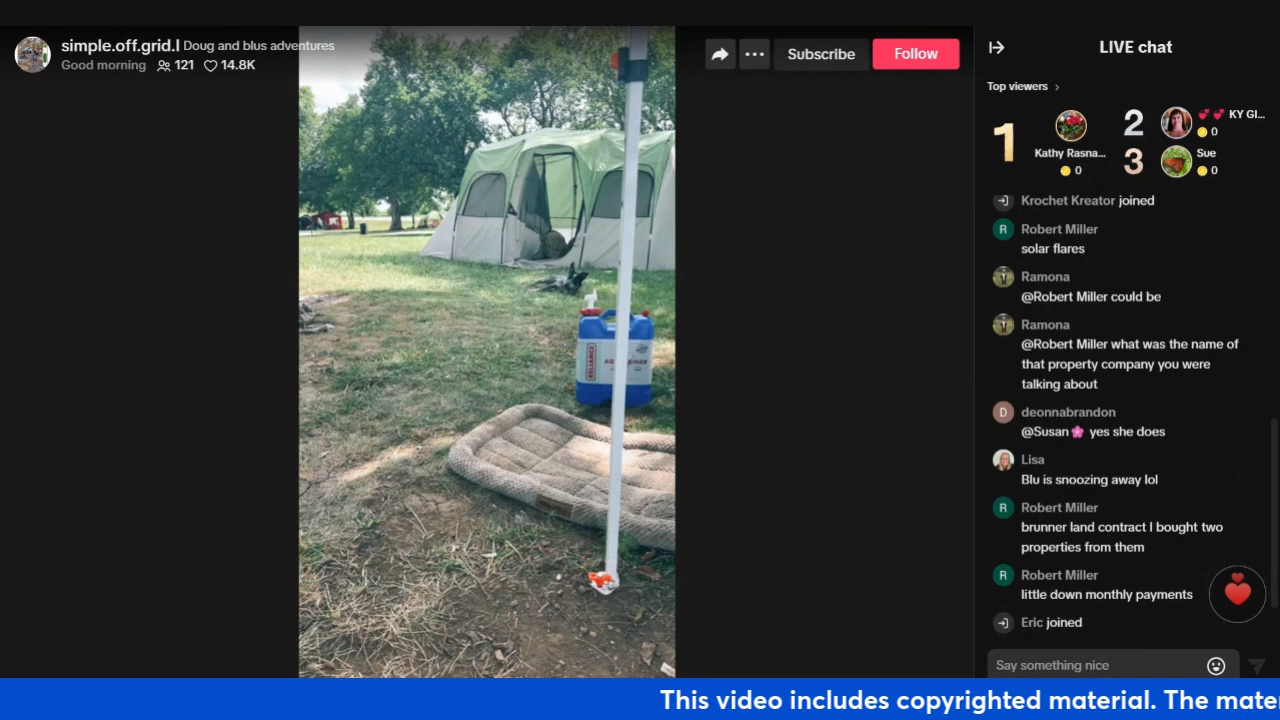 simple.off.grid.l Doug and blus adventures
Good morning 121 14.8K
Subscribe
Follow
LIVE chat
Top viewers
1
Kathy Rasna...
0
2
KY GI...
0
3
Sue
0
Krochet Kreator joined
R
Robert Miller
solar flares
Ramona
@Robert Miller could be
Ramona
@Robert Miller what was the name of
that property company you were
talking about
D
deonnabrandon
@Susan🌸 yes she does
Lisa
Blu is snoozing away lol
R
Robert Miller
brunner land contract I bought two
properties from them
R
Robert Miller
little down monthly payments
Eric joined
Say something nice
RELIANCE
This video includes copyrighted material. The mate